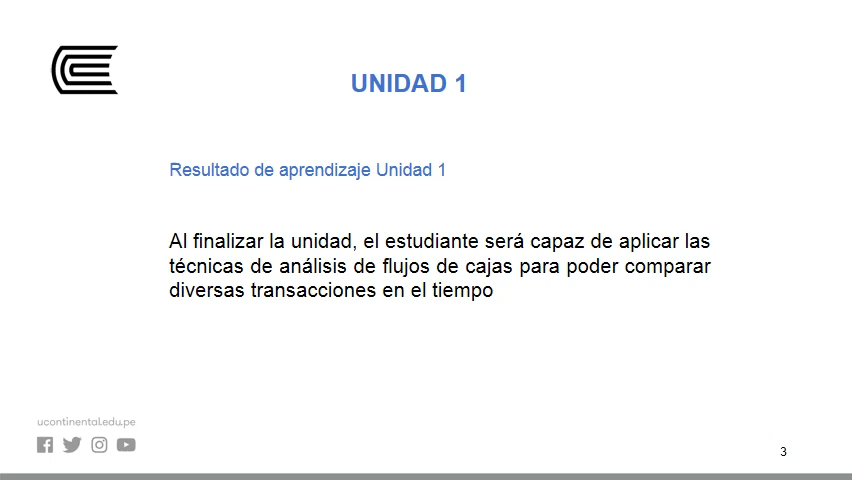 UNIDAD 1
Resultado de aprendizaje Unidad 1
Al finalizar la unidad, el estudiante será capaz de aplicar las
técnicas de análisis de flujos de cajas para poder comparar
diversas transacciones en el tiempo
ucontinental.edu.pe
3